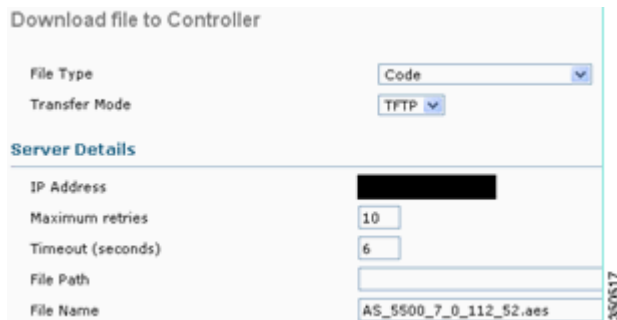 Download file to Controller
File Type Code
Transfer Mode TFTP
Server Details
IP Address
Maximum retries 10
Timeout (seconds) 6
File Path
File Name AS_5500_7_0_112_52.aes
350517